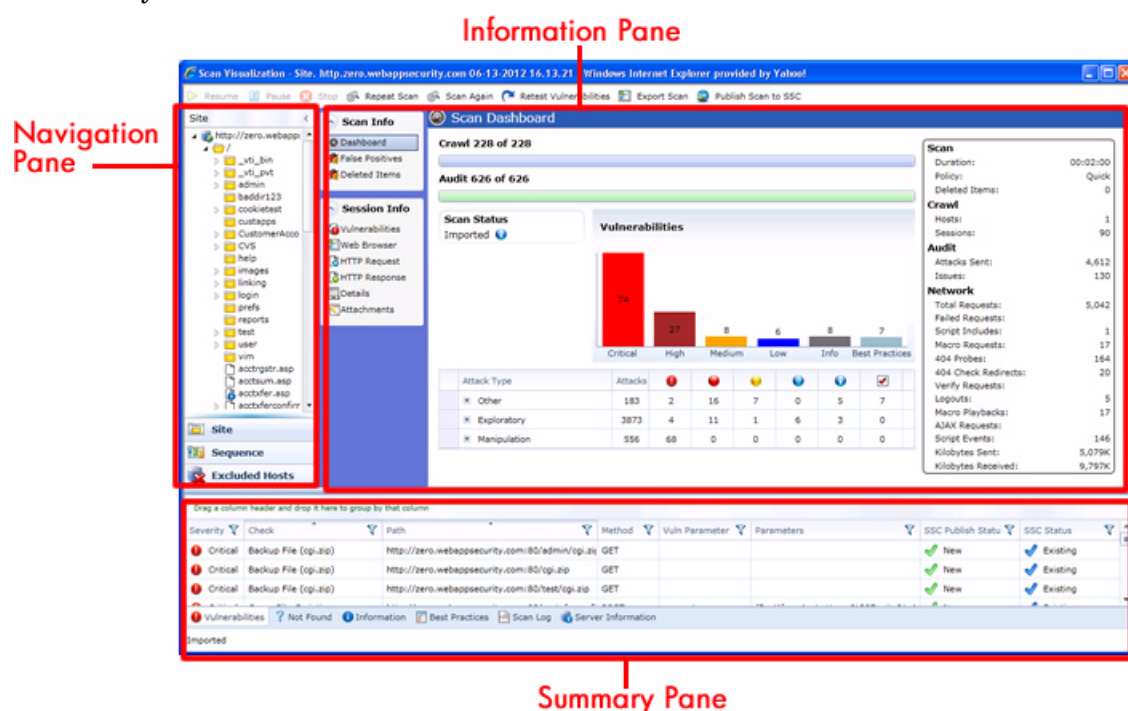 Information Pane
Navigation Pane
Scan Visualization - Site. http.zero.webappsecurity.com 06-13-2012 16.13.21 Windows Internet Explorer provided by Yahoo!
Resume Pause Stop Repeat Scan Scan Again Retest Vulnerabilities Export Scan Publish Scan to SSC
Site
http://zero.webapp
/
_vti_bin
_vti_pvt
admin
baddir123
cookietest
custapps
CustomerAcco
CVS
help
images
linking
login
prefs
reports
test
user
vim
acctrgstr.asp
acctsum.asp
acctxfer.asp
acctxferconfirm
Site
Sequence
Excluded Hosts
Scan Info
Dashboard
False Positives
Deleted Items
Session Info
Vulnerabilities
Web Browser
HTTP Request
HTTP Response
Details
Attachments
Scan Dashboard
Crawl 228 of 228
Audit 626 of 626
Scan Status
Imported
Vulnerabilities
74 27 8 6 8 7
Critical High Medium Low Info Best Practices
Attack Type Attacks
Other 183 2 16 7 0 5 7
Exploratory 3873 4 11 1 6 3 0
Manipulation 556 68 0 0 0 0 0
Scan
Duration: 00:02:00
Policy: Quick
Deleted Items: 0
Crawl
Hosts: 1
Sessions: 90
Audit
Attacks Sent: 4,612
Issues: 130
Network
Total Requests: 5,042
Failed Requests:
Script Includes: 1
Macro Requests: 17
404 Probes: 164
404 Check Redirects: 20
Verify Requests:
Logouts: 5
Macro Playbacks: 17
AJAX Requests:
Script Events: 146
Kilobytes Sent: 5,079K
Kilobytes Received: 9,797K
Drag a column header and drop it here to group by that column
Severity Check Path Method Vuln Parameter Parameters SSC Publish Statu SSC Status
Critical Backup File (cgi.zip) http://zero.webappsecurity.com:80/admin/cgi.zip GET New Existing
Critical Backup File (cgi.zip) http://zero.webappsecurity.com:80/cgi.zip GET New Existing
Critical Backup File (cgi.zip) http://zero.webappsecurity.com:80/test/cgi.zip GET New Existing
Vulnerabilities Not Found Information Best Practices Scan Log Server Information
Imported
Summary Pane